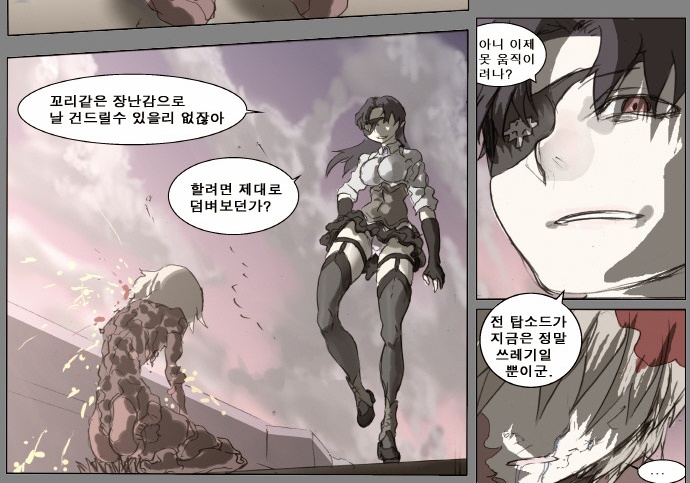 꼬리같은 장난감으로
날 건드릴수 있을리 없잖아
할려면 제대로
덤벼보던가?
아니 이제
못 움직이
려나?
전 탑소드가
지금은 정말
쓰레기일
뿐이군.
...